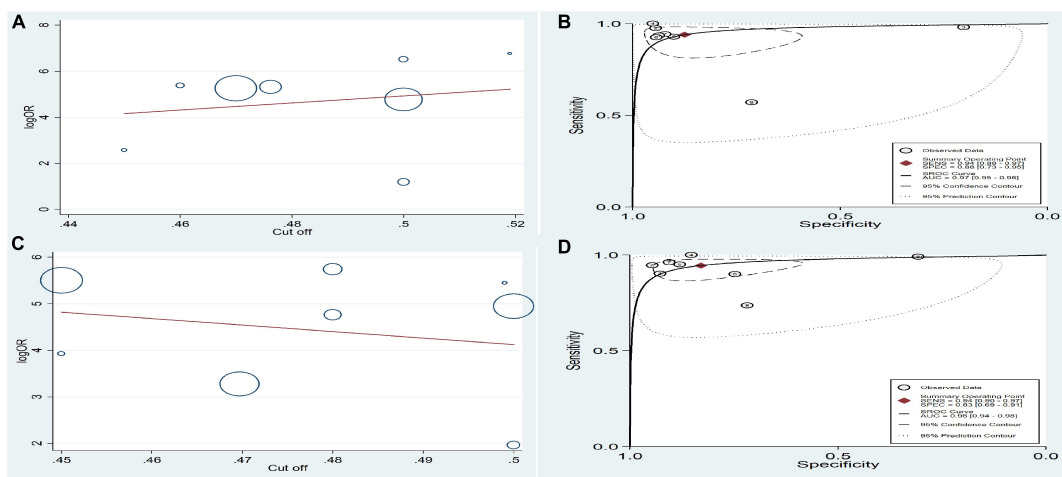 A
8
6
4
2
0
logOR
.44
.46
.48
.5
.52
Cut off
B
1.0
0.5
0.0
Sensitivity
1.0
0.5
0.0
Specificity
Observed Data
Summary Operating Point
SENS = 0.94 [0.88 - 0.97]
SPEC = 0.88 [0.73 - 0.95]
SROC Curve
AUC = 0.97 [0.95 - 0.98]
95% Confidence Contour
95% Prediction Contour
C
6
5
4
3
2
logOR
.45
.46
.47
.48
.49
.5
Cut off
D
1.0
0.5
0.0
Sensitivity
1.0
0.5
0.0
Specificity
Observed Data
Summary Operating Point
SENS = 0.94 [0.90 - 0.97]
SPEC = 0.83 [0.69 - 0.91]
SROC Curve
AUC = 0.96 [0.94 - 0.98]
95% Confidence Contour
95% Prediction Contour